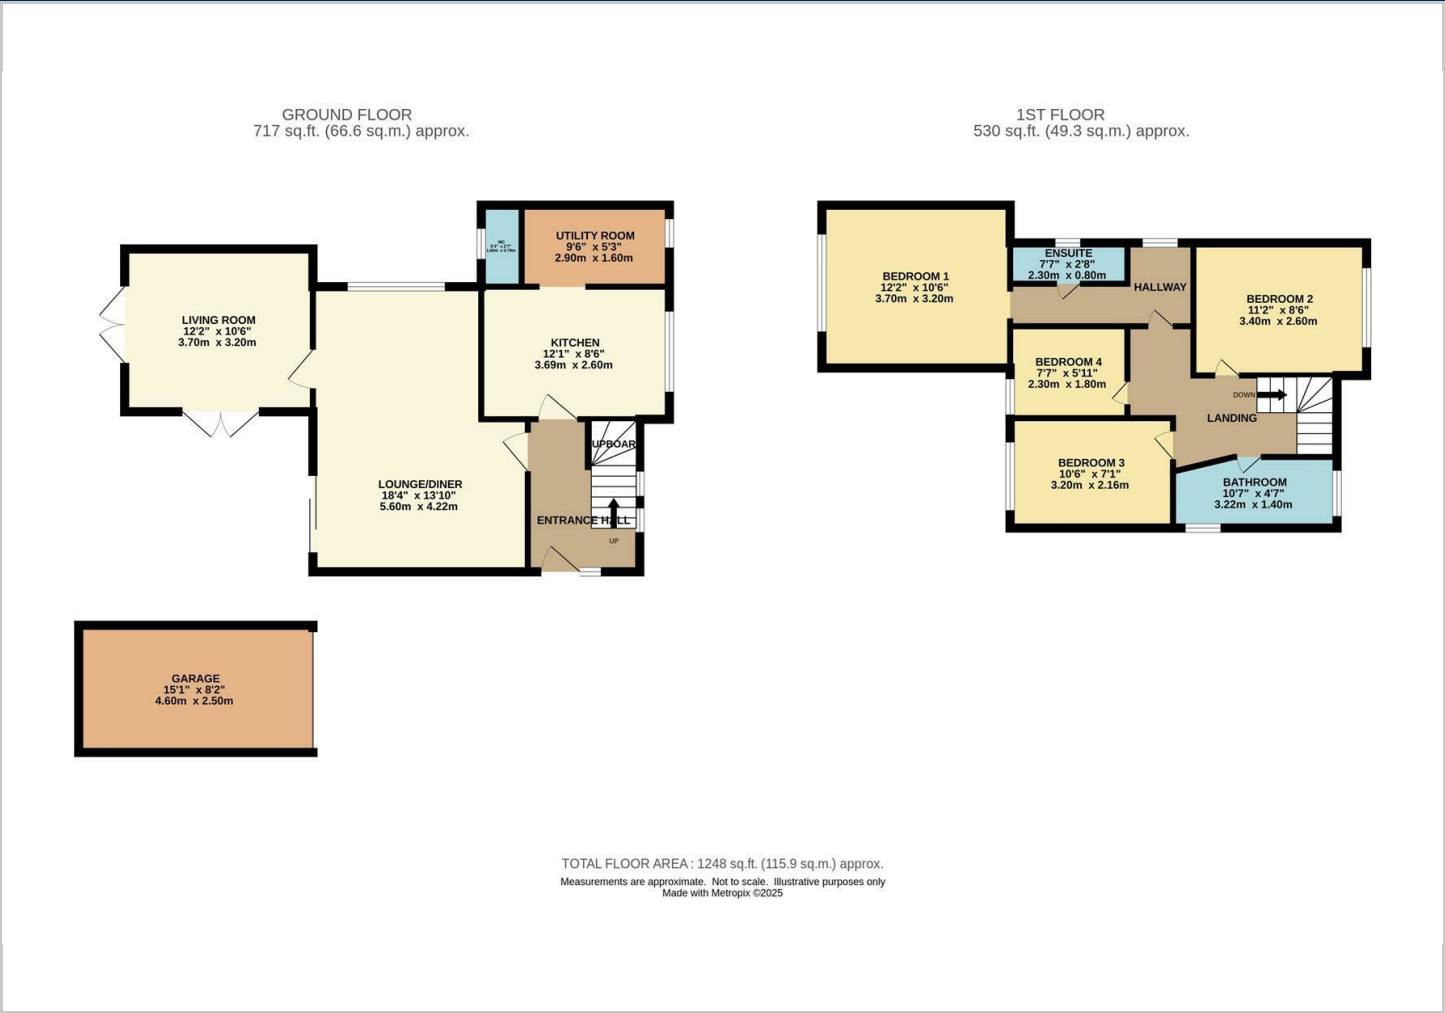 GROUND FLOOR
717 sq.ft. (66.6 sq.m.) approx.
1ST FLOOR
530 sq.ft. (49.3 sq.m.) approx.
WC
UTILITY ROOM
9'6" x 5'3"
2.90m x 1.60m
LIVING ROOM
12'2" x 10'6"
3.70m x 3.20m
KITCHEN
12'1" x 8'6"
3.69m x 2.60m
UPBOAR
LOUNGE/DINER
18'4" x 13'10"
5.60m x 4.22m
ENTRANCE HALL
UP
GARAGE
15'1" x 8'2"
4.60m x 2.50m
BEDROOM 1
12'2" x 10'6"
3.70m x 3.20m
ENSUITE
7'7" x 2'8"
2.30m x 0.80m
HALLWAY
BEDROOM 2
11'2" x 8'6"
3.40m x 2.60m
BEDROOM 4
7'7" x 5'11"
2.30m x 1.80m
DOWN
LANDING
BEDROOM 3
10'6" x 7'1"
3.20m x 2.16m
BATHROOM
10'7" x 4'7"
3.22m x 1.40m
TOTAL FLOOR AREA : 1248 sq.ft. (115.9 sq.m.) approx.
Measurements are approximate. Not to scale. Illustrative purposes only
Made with Metropix ©2025